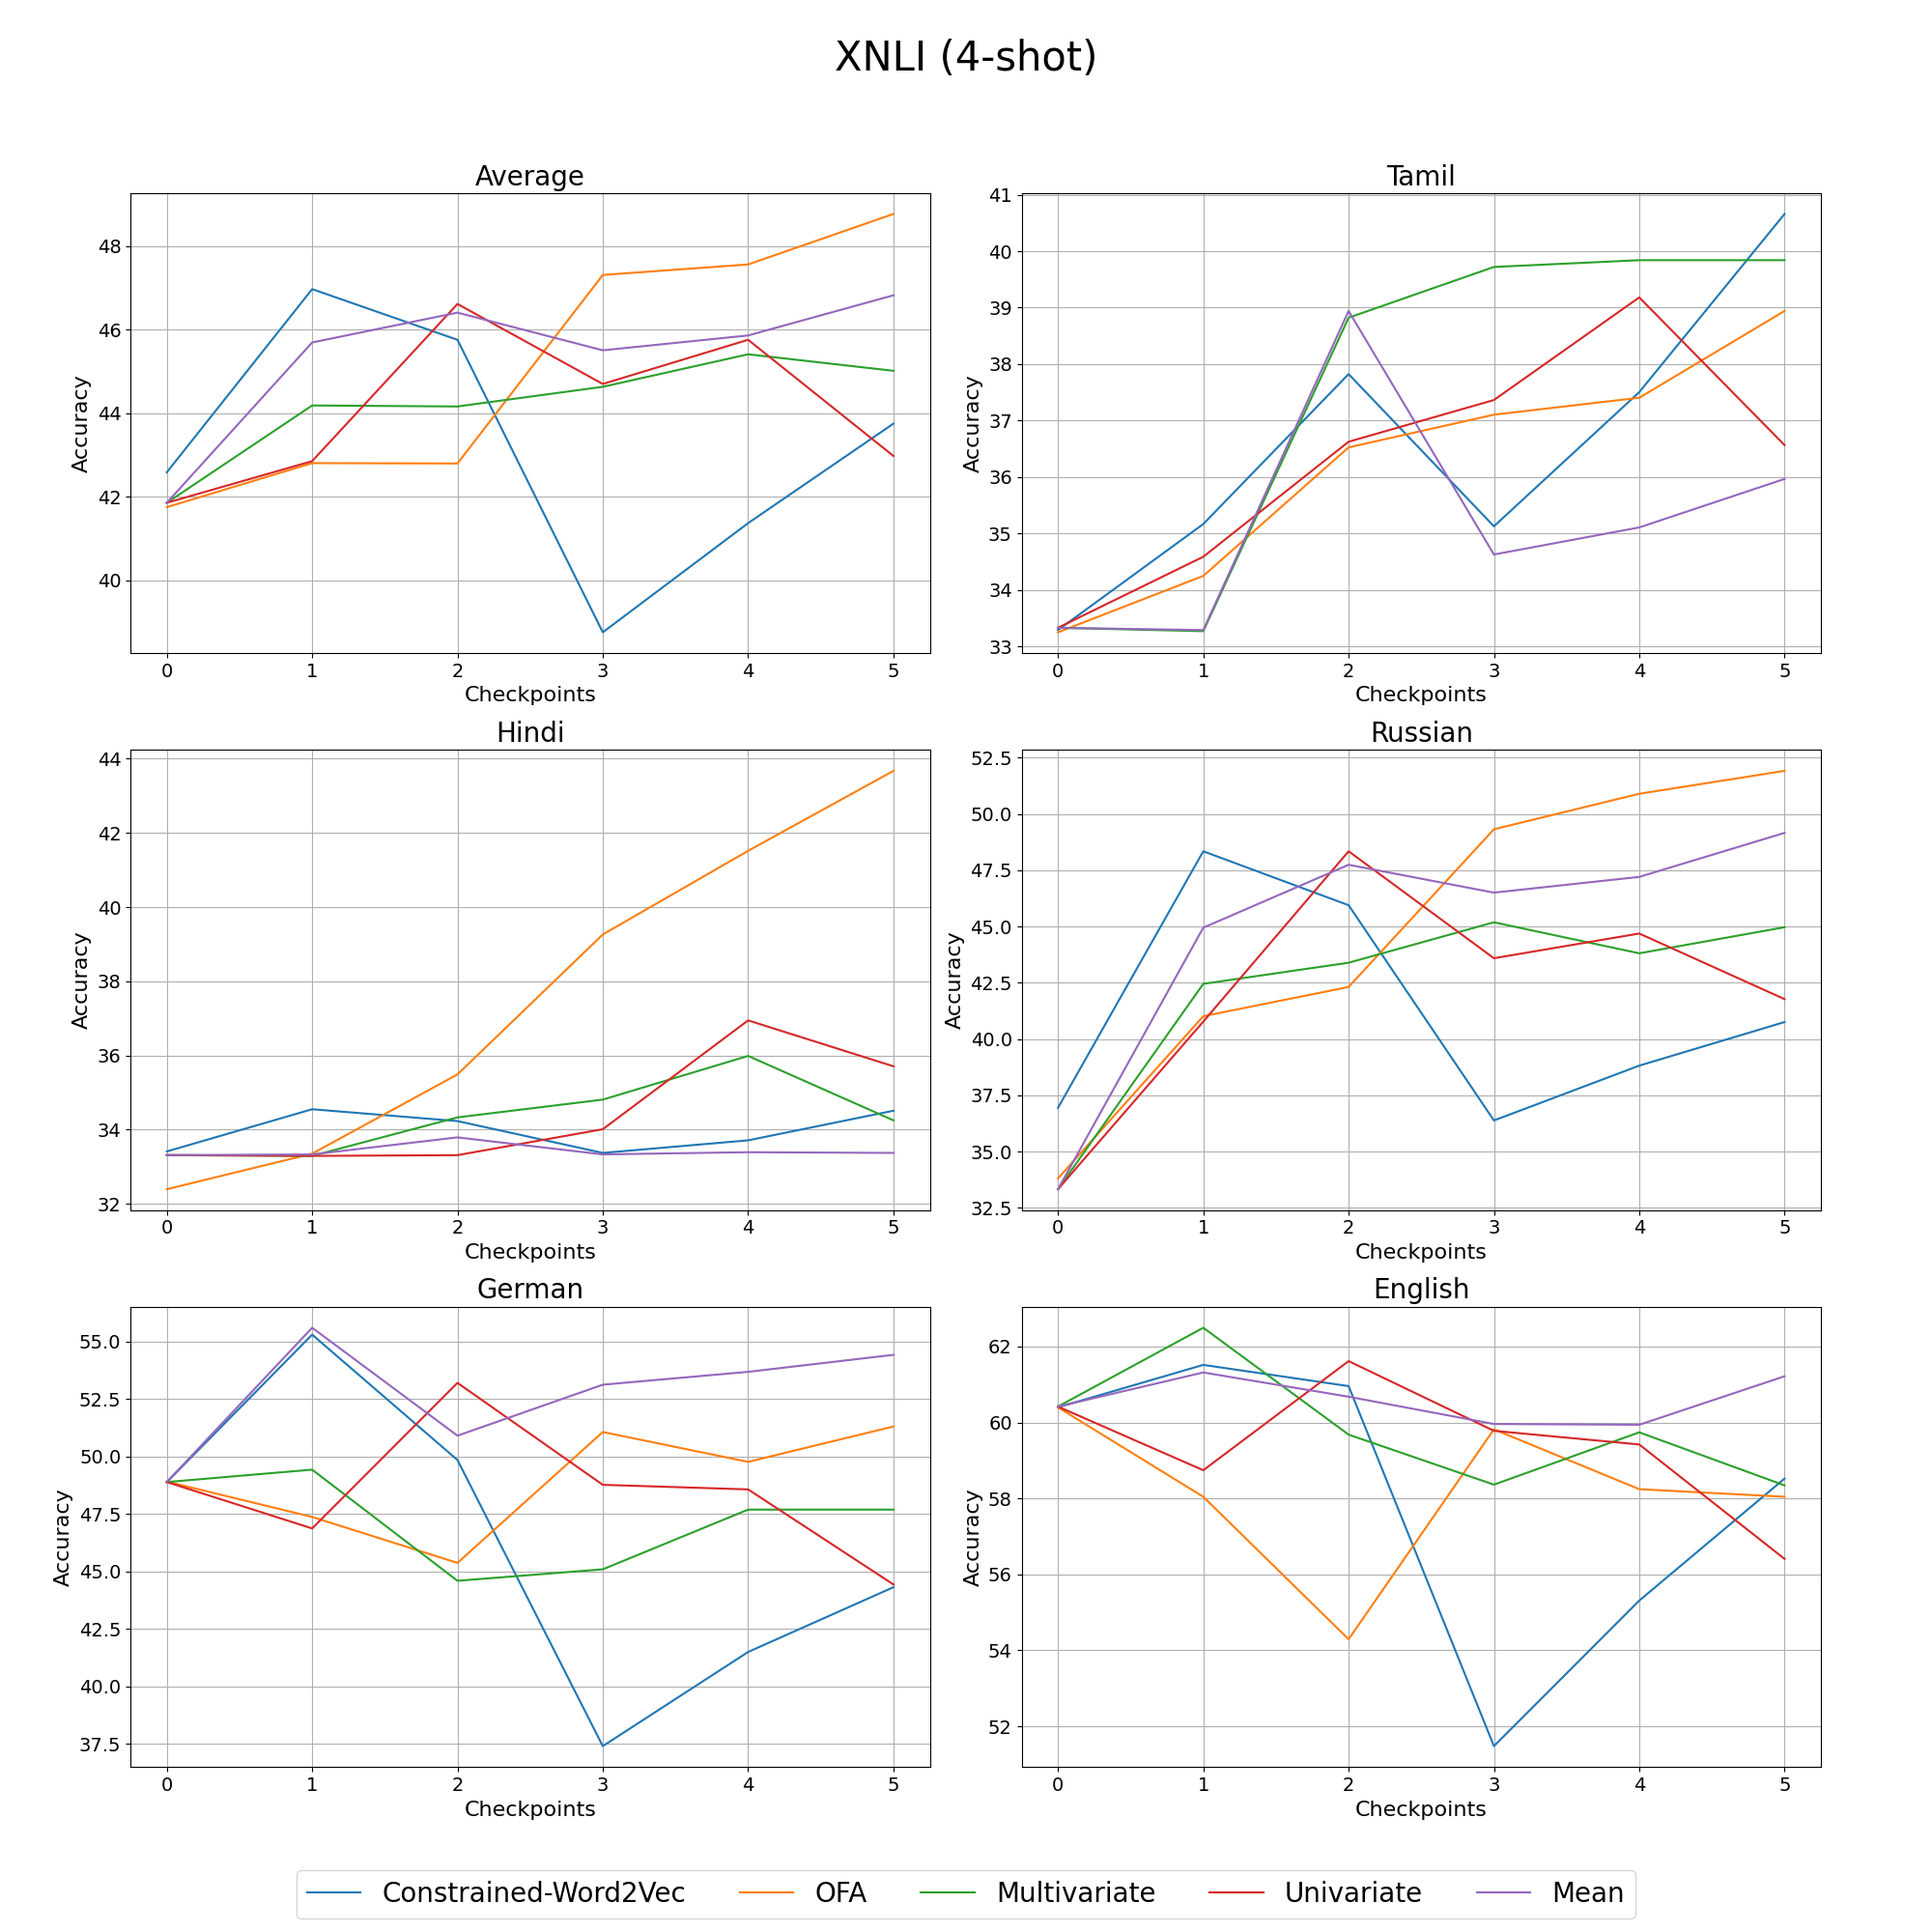 XNLI (4-shot)
Average
48
46
44
42
40
Accuracy
0 1 2 3 4 5
Checkpoints
Tamil
41
40
39
38
37
36
35
34
33
Accuracy
0 1 2 3 4 5
Checkpoints
Hindi
44
42
40
38
36
34
32
Accuracy
0 1 2 3 4 5
Checkpoints
Russian
52.5
50.0
47.5
45.0
42.5
40.0
37.5
35.0
32.5
Accuracy
0 1 2 3 4 5
Checkpoints
German
55.0
52.5
50.0
47.5
45.0
42.5
40.0
37.5
Accuracy
0 1 2 3 4 5
Checkpoints
English
62
60
58
56
54
52
Accuracy
0 1 2 3 4 5
Checkpoints
Constrained-Word2Vec OFA Multivariate Univariate Mean